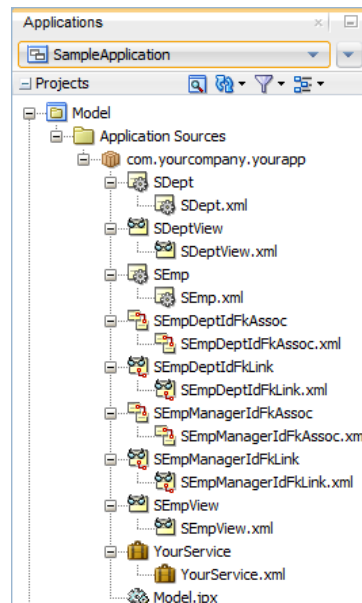 Applications
SampleApplication
Projects
Model
Application Sources
com.yourcompany.yourapp
SDept
SDept.xml
SDeptView
SDeptView.xml
SEmp
SEmp.xml
SEmpDeptIdFkAssoc
SEmpDeptIdFkAssoc.xml
SEmpDeptIdFkLink
SEmpDeptIdFkLink.xml
SEmpManagerIdFkAssoc
SEmpManagerIdFkAssoc.xm
SEmpManagerIdFkLink
SEmpManagerIdFkLink.xml
SEmpView
SEmpView.xml
YourService
YourService.xml
Model.jpx